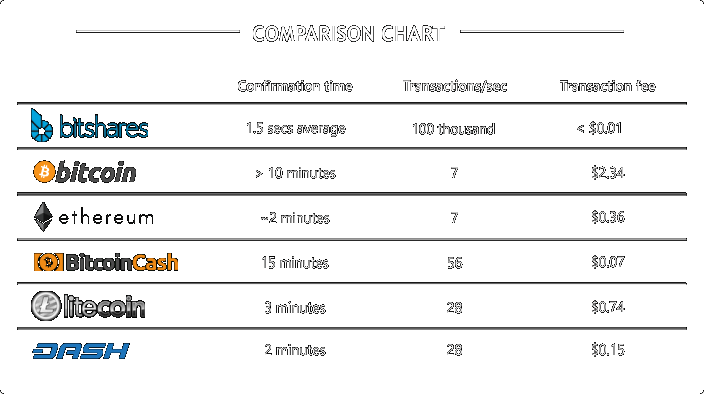 COMPARISON CHART
Confirmation time Transactions/sec Transaction fee
bitshares 1.5 secs average 100 thousand < $0.01
bitcoin > 10 minutes 7 $2.34
ethereum ~2 minutes 7 $0.36
BitcoinCash 15 minutes 56 $0.07
litecoin 3 minutes 28 $0.74
DASH 2 minutes 28 $0.15